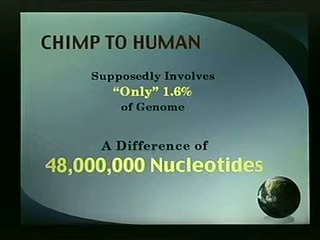 CHIMP TO HUMAN
Supposedly Involves
“Only” 1.6%
of Genome
A Difference of
48,000,000 Nucleotides